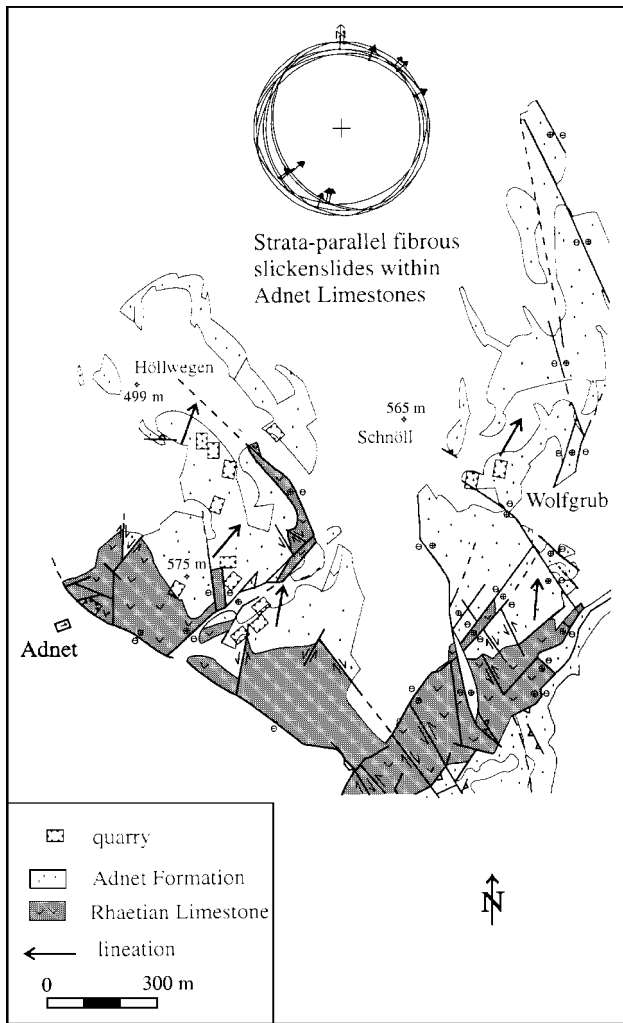 N
Strata-parallel fibrous
slickenslides within
Adnet Limestones
Höllwegen
499 m
565 m
Schnöll
Wolfgrub
575 m
Adnet
quarry
Adnet Formation
Rhaetian Limestone
lineation
0 300 m
N